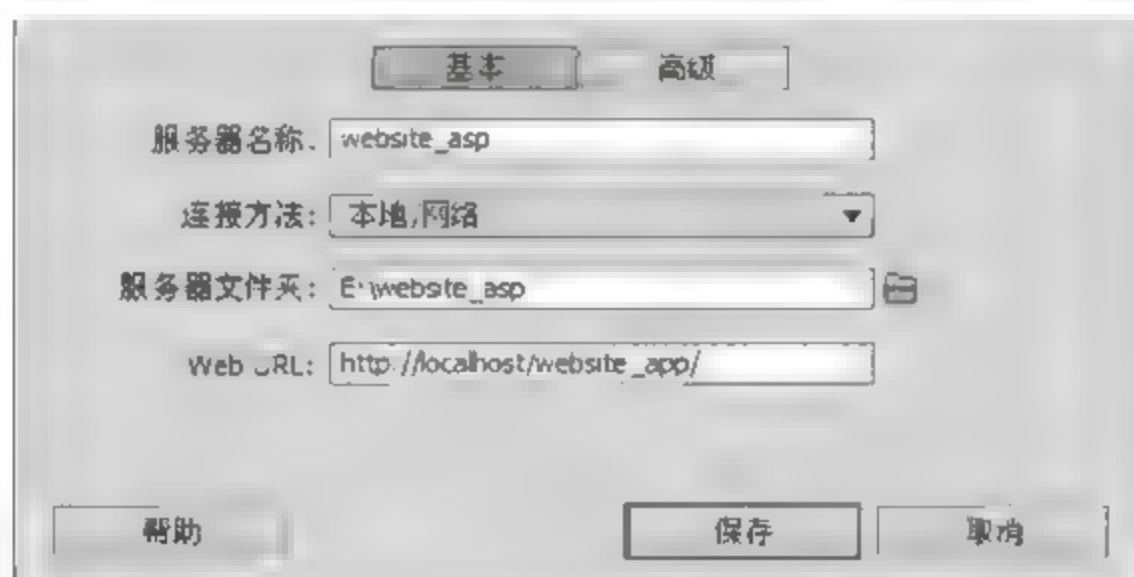 基本 高级
服务器名称: website_asp
连接方法: 本地/网络
服务器文件夹: E:\website_asp
Web URL: http://localhost/website_app/
帮助 保存 取消